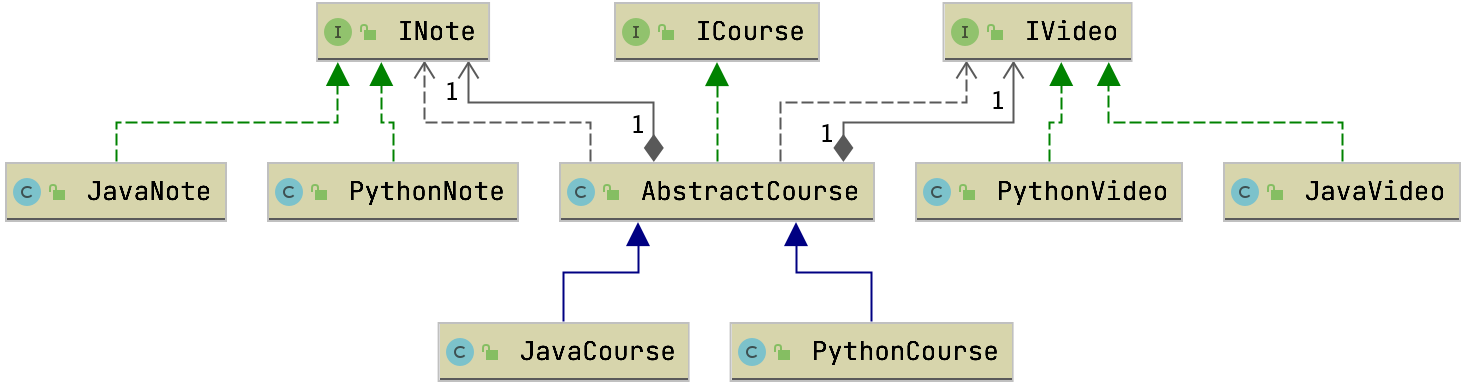 I INote
I ICourse
I IVideo
1
1
1
1
C JavaNote
C PythonNote
C AbstractCourse
C PythonVideo
C JavaVideo
C JavaCourse
C PythonCourse